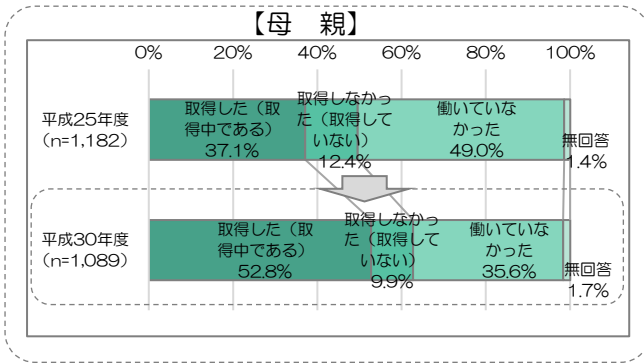 【母　親】
0%
20%
40%
60%
80%
100%
平成25年度
(n=1,182)
取得した（取
得中である）
37.1%
取得しなかっ
た（取得して
いない）
12.4%
働いていな
かった
49.0%
無回答
1.4%
平成30年度
(n=1,089)
取得した（取
得中である）
52.8%
取得しなかっ
た（取得して
いない）
9.9%
働いていな
かった
35.6%
無回答
1.7%